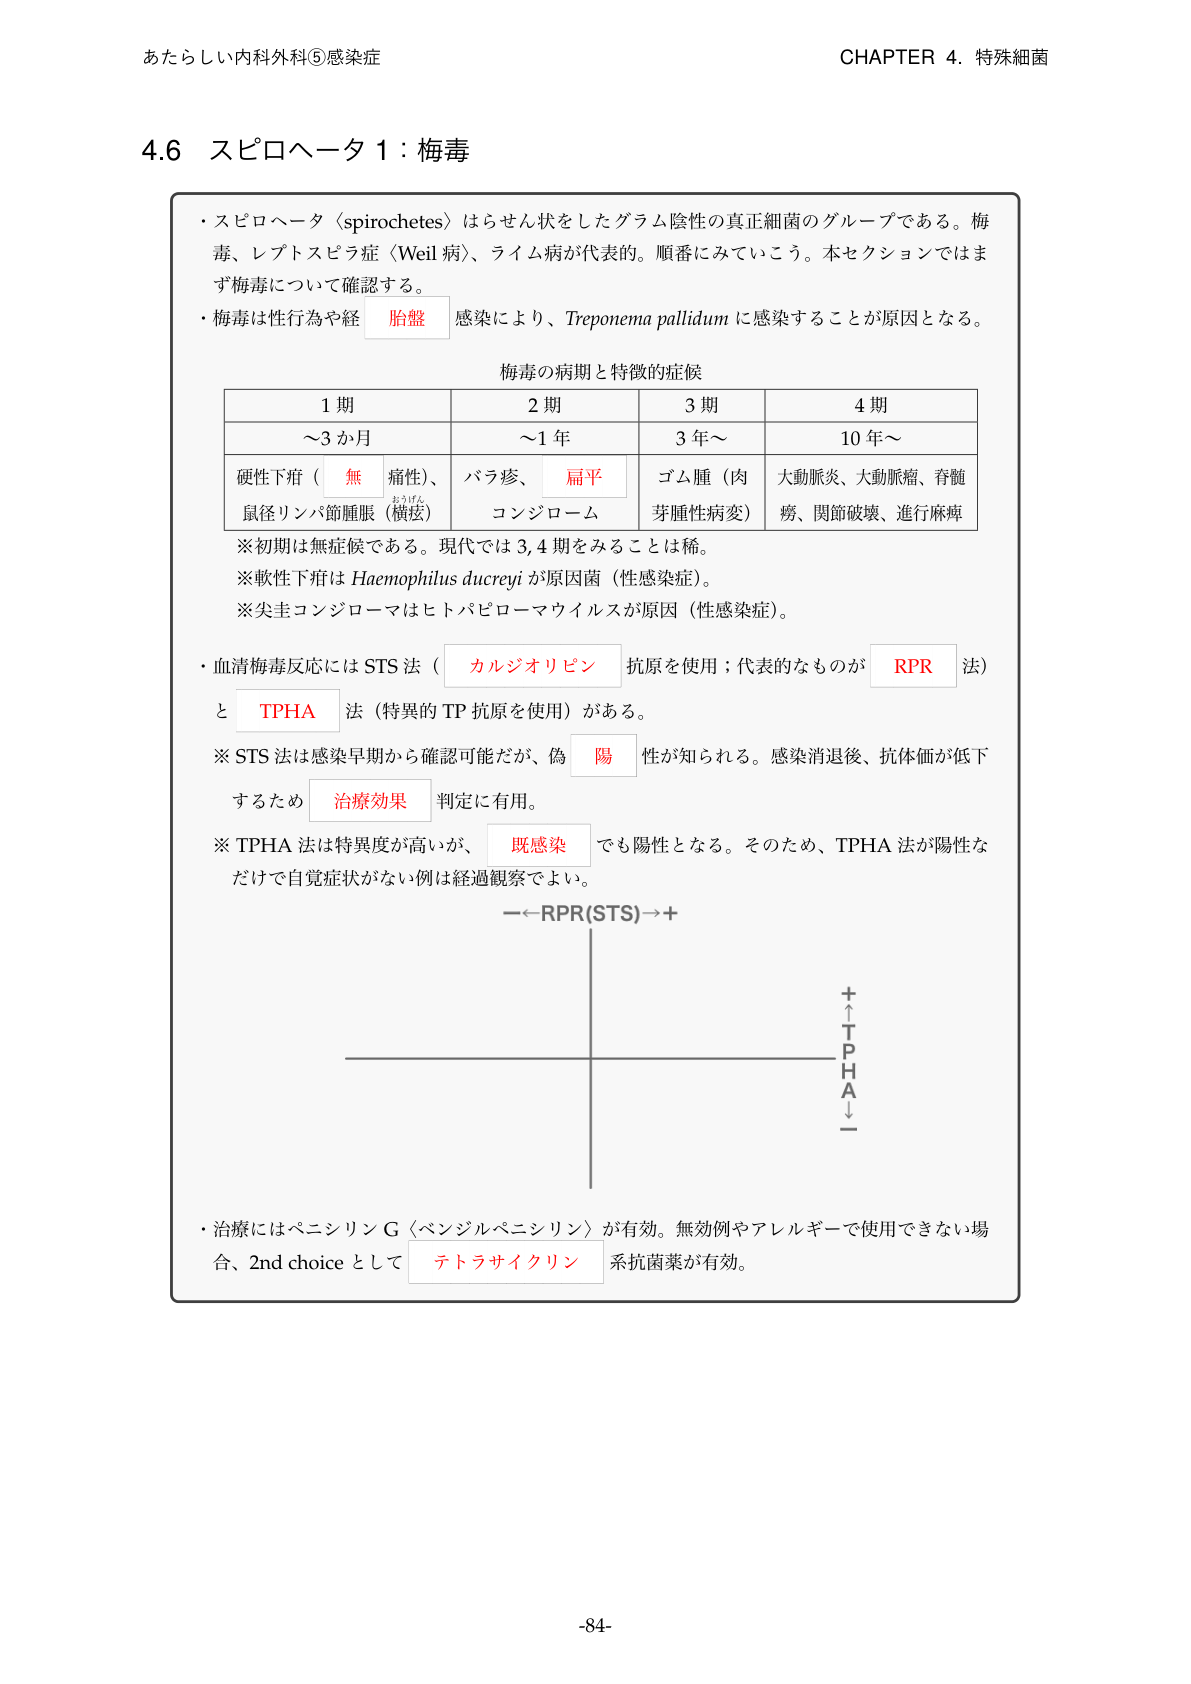 あたらしい内科外科⑤感染症
CHAPTER 4. 特殊細菌
4.6 スピロヘータ 1：梅毒
・スピロヘータ〈spirochetes〉はらせん状をしたグラム陰性の真正細菌のグループである。梅
毒、レプトスピラ症〈Weil 病〉、ライム病が代表的。順番にみていこう。本セクションではま
ず梅毒について確認する。
・梅毒は性行為や経 胎盤 感染により、Treponema pallidum に感染することが原因となる。
梅毒の病期と特徴的症候
1 期 2 期 3 期 4 期
～3 か月 ～1 年 3 年～ 10 年～
硬性下疳（ 無 痛性）、 バラ疹、 扁平 ゴム腫（肉 大動脈炎、大動脈瘤、脊髄
おうげん
鼠径リンパ節腫脹（横痃） コンジローム 芽腫性病変） 癆、関節破壊、進行麻痺
※初期は無症候である。現代では 3, 4 期をみることは稀。
※軟性下疳は Haemophilus ducreyi が原因菌（性感染症）。
※尖圭コンジローマはヒトパピローマウイルスが原因（性感染症）。
・血清梅毒反応には STS 法（ カルジオリピン 抗原を使用；代表的なものが RPR 法）
と TPHA 法（特異的 TP 抗原を使用）がある。
※ STS 法は感染早期から確認可能だが、偽 陽 性が知られる。感染消退後、抗体価が低下
するため 治療効果 判定に有用。
※ TPHA 法は特異度が高いが、 既感染 でも陽性となる。そのため、TPHA 法が陽性な
だけで自覚症状がない例は経過観察でよい。
ー←RPR(STS)→＋
＋
↑
T
P
H
A
↓
ー
・治療にはペニシリン G〈ベンジルペニシリン〉が有効。無効例やアレルギーで使用できない場
合、2nd choice として テトラサイクリン 系抗菌薬が有効。
-84-